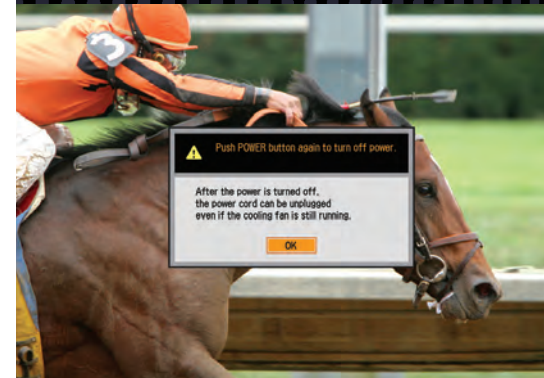 3
Push POWER button again to turn off power.
After the power is turned off,
the power cord can be unplugged
even if the cooling fan is still running.
OK